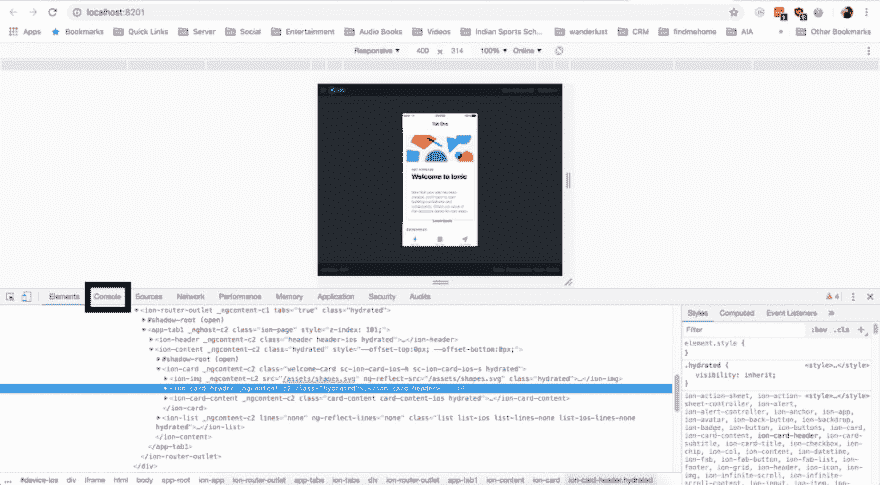 localhost:8201
Apps Bookmarks Quick Links Server Social Entertainment Audio Books Videos Indian Sports Sch... wanderlust CRM findmehome AIA » Other Bookmarks
Responsive ▼ 400 × 314 100% ▼ Online ▼
Tab One
Welcome to Ionic
Elements Console Sources Network Performance Memory Application Security Audits 4
<ion-router-outlet _ngcontent-c1 tabs="true" class="hydrated">
#shadow-root (open)
<app-tab1 _nghost-c2 class="ion-page" style="z-index: 101;">
<ion-header _ngcontent-c2 class="header header-ios hydrated">…</ion-header>
<ion-content _ngcontent-c2 class="hydrated" style="--offset-top:0px; --offset-bottom:0px;">
#shadow-root (open)
<ion-card _ngcontent-c2 class="welcome-card sc-ion-card-ios-h sc-ion-card-ios-s hydrated">
<ion-img _ngcontent-c2 src="/assets/shapes.svg" ng-reflect-src="/assets/shapes.svg" class="hydrated">…</ion-img>
<ion-card-header _ngcontent-c2 class="hydrated">…</ion-card-header>
<ion-card-content _ngcontent-c2 class="card-content card-content-ios hydrated">…</ion-card-content>
</ion-card>
<ion-list _ngcontent-c2 lines="none" ng-reflect-lines="none" class="list list-ios list-lines-none list-ios-lines-none
hydrated">…</ion-list>
</ion-content>
</app-tab1>
</ion-router-outlet>
</div>
… #device-ios div iframe html body app-root ion-app ion-router-outlet app-tabs ion-tabs div ion-router-outlet app-tab1 ion-content ion-card ion-card-header.hydrated
Styles Computed Event Listeners »
Filter :hov .cls +
element.style {
}
.hydrated { <style>…</style>
visibility: inherit;
}
ion-action-sheet, ion-action- <style>…</style>
sheet-controller, ion-alert,
ion-alert-controller, ion-anchor, ion-app,
ion-avatar, ion-back-button, ion-backdrop,
ion-badge, ion-button, ion-buttons, ion-card,
ion-card-content, ion-card-header, ion-card-
subtitle, ion-card-title, ion-checkbox, ion-
chip, ion-col, ion-content, ion-datetime, ion-
fab, ion-fab-button, ion-fab-list, ion-
footer, ion-grid, ion-header, ion-icon, ion-
img, ion-infinite-scroll, ion-infinite-
scroll-content, ion-input, ion-item, ion-